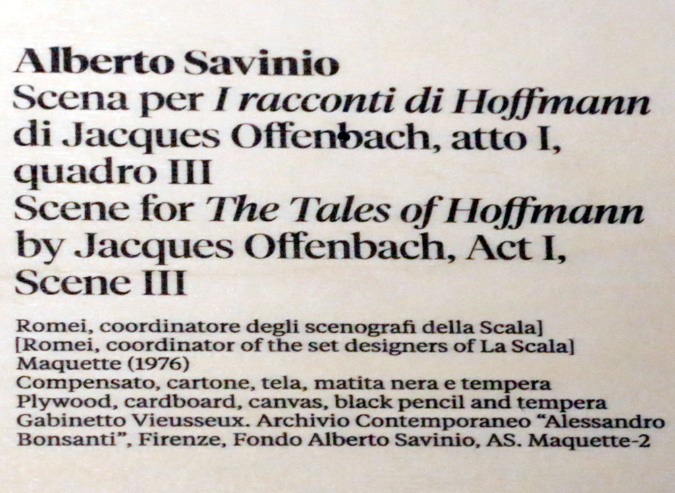 Alberto Savinio
Scena per I racconti di Hoffmann
di Jacques Offenbach, atto I,
quadro III
Scene for The Tales of Hoffmann
by Jacques Offenbach, Act I,
Scene III
Romei, coordinatore degli scenografi della Scala]
[Romei, coordinator of the set designers of La Scala]
Maquette (1976)
Compensato, cartone, tela, matita nera e tempera
Plywood, cardboard, canvas, black pencil and tempera
Gabinetto Vieusseux. Archivio Contemporaneo “Alessandro
Bonsanti”, Firenze, Fondo Alberto Savinio, AS. Maquette-2